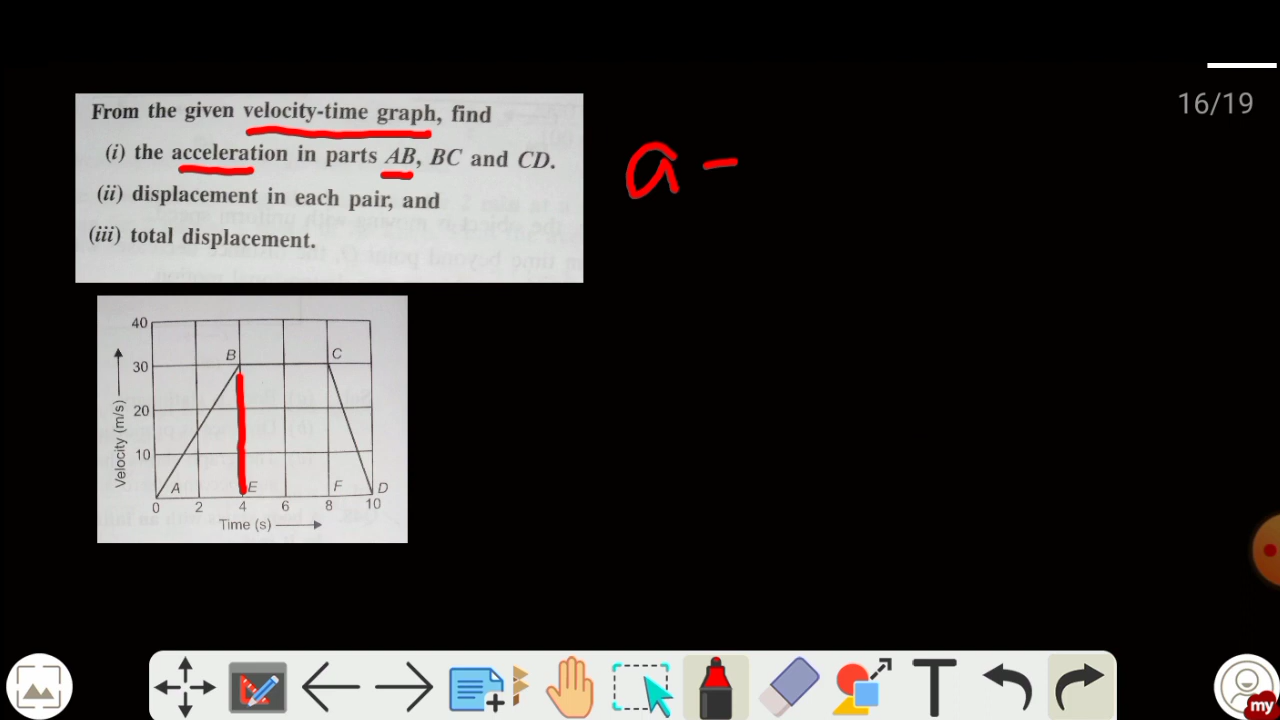 16/19
From the given velocity-time graph, find
(i) the acceleration in parts AB, BC and CD.
(ii) displacement in each pair, and
(iii) total displacement.
a -
40
30
20
10
B
C
A
E
F
D
0 2 4 6 8 10
Velocity (m/s)
Time (s)
T
my